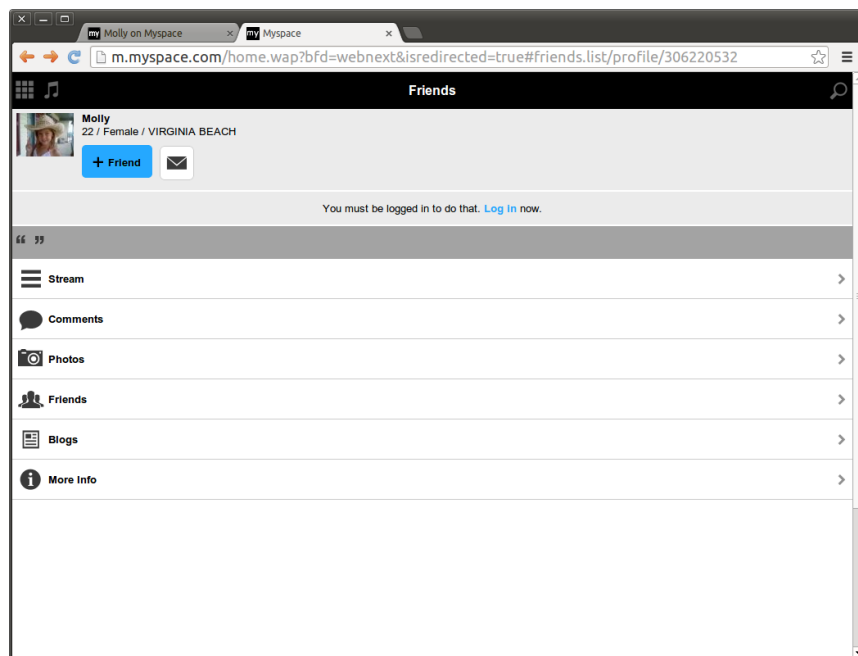 my Molly on Myspace
my Myspace
m.myspace.com/home.wap?bfd=webnext&isredirected=true#friends.list/profile/306220532
Friends
Molly
22 / Female / VIRGINIA BEACH
+ Friend
You must be logged in to do that. Log In now.
“ ”
Stream
Comments
Photos
Friends
Blogs
More Info